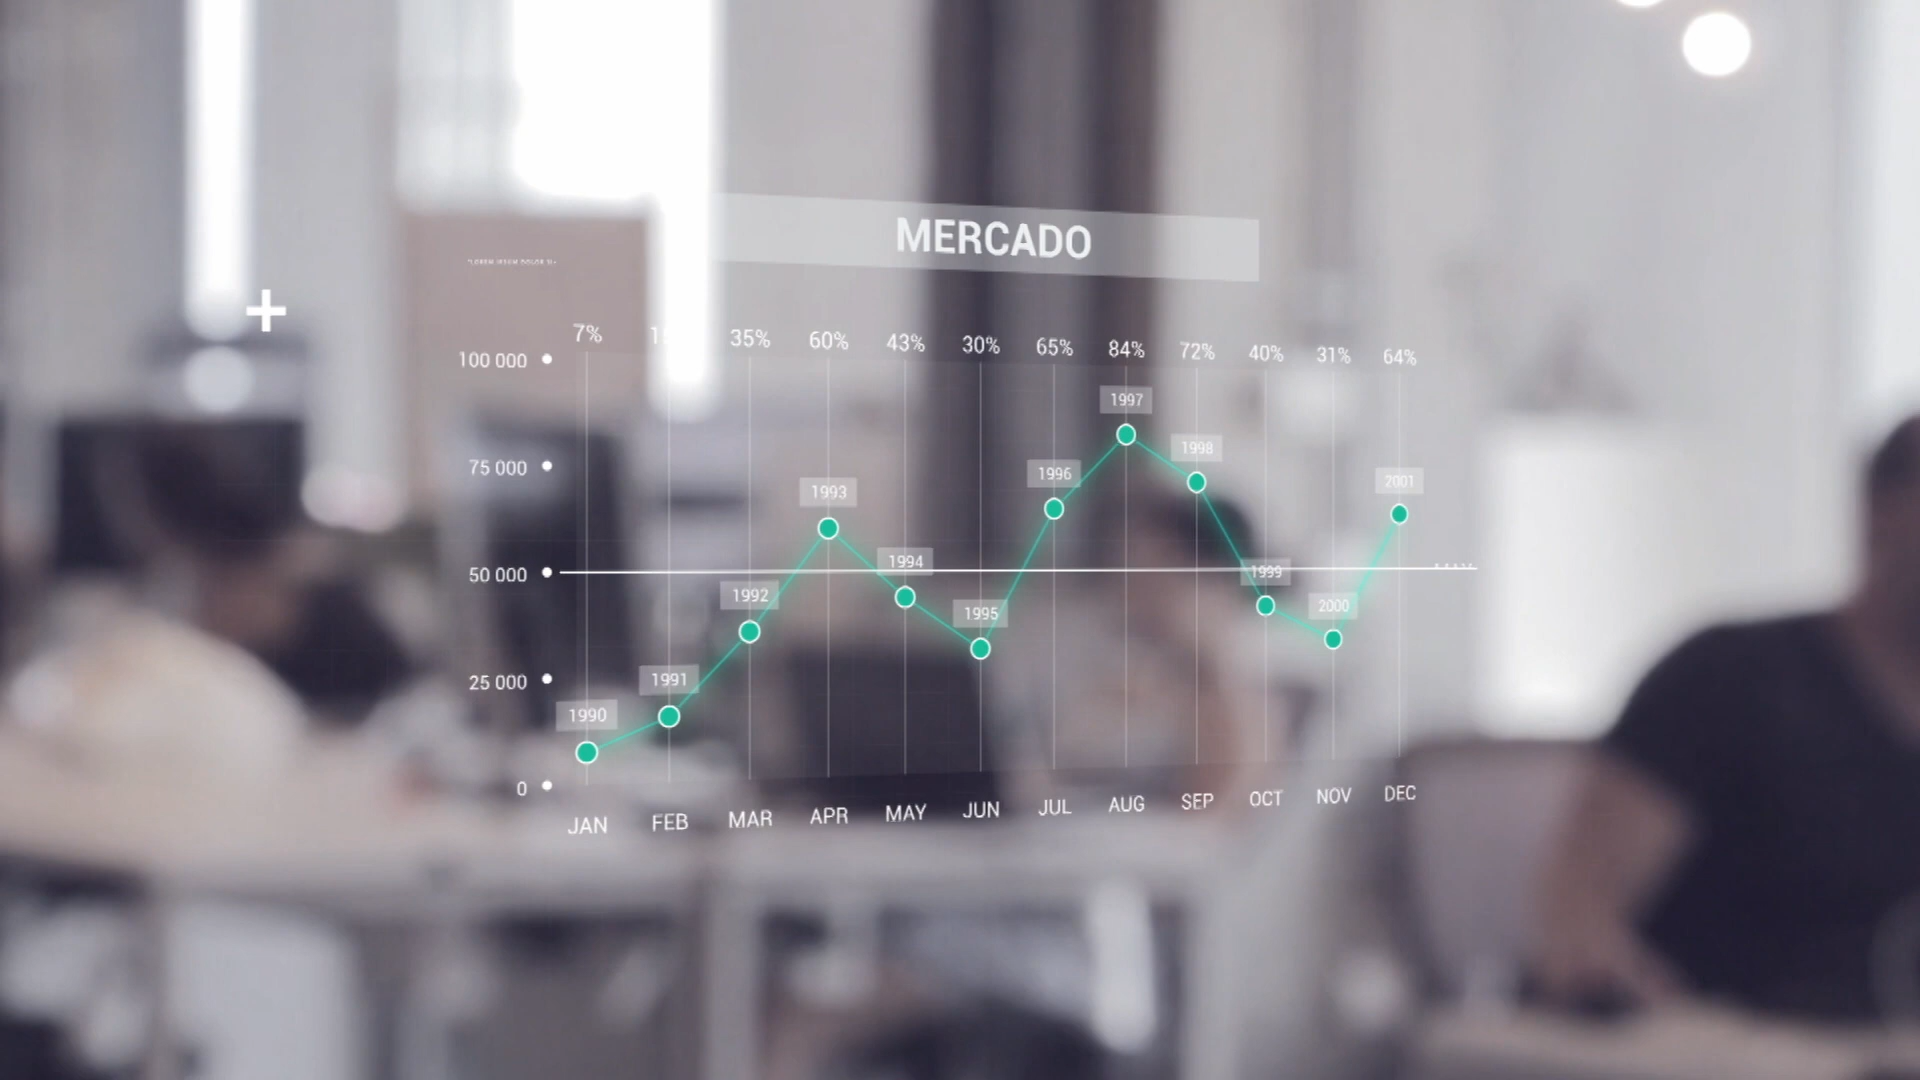 MERCADO
7% 35% 60% 43% 30% 65% 84% 72% 40% 31% 64%
100 000
75 000
50 000
25 000
0
1990 1991 1992 1993 1994 1995 1996 1997 1998 1999 2000 2001
JAN FEB MAR APR MAY JUN JUL AUG SEP OCT NOV DEC